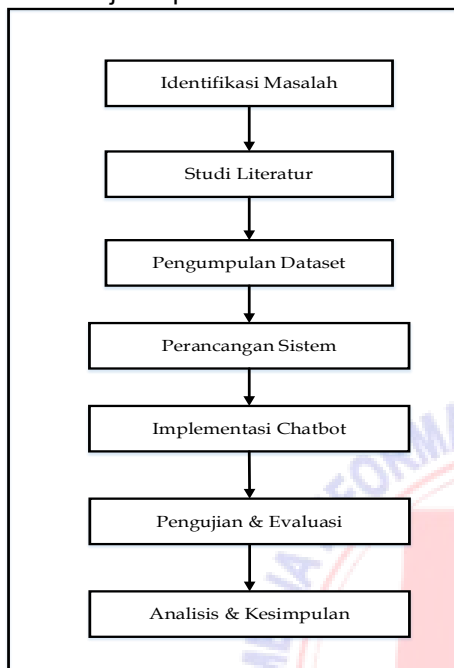 Identifikasi Masalah
Studi Literatur
Pengumpulan Dataset
Perancangan Sistem
Implementasi Chatbot
Pengujian & Evaluasi
Analisis & Kesimpulan